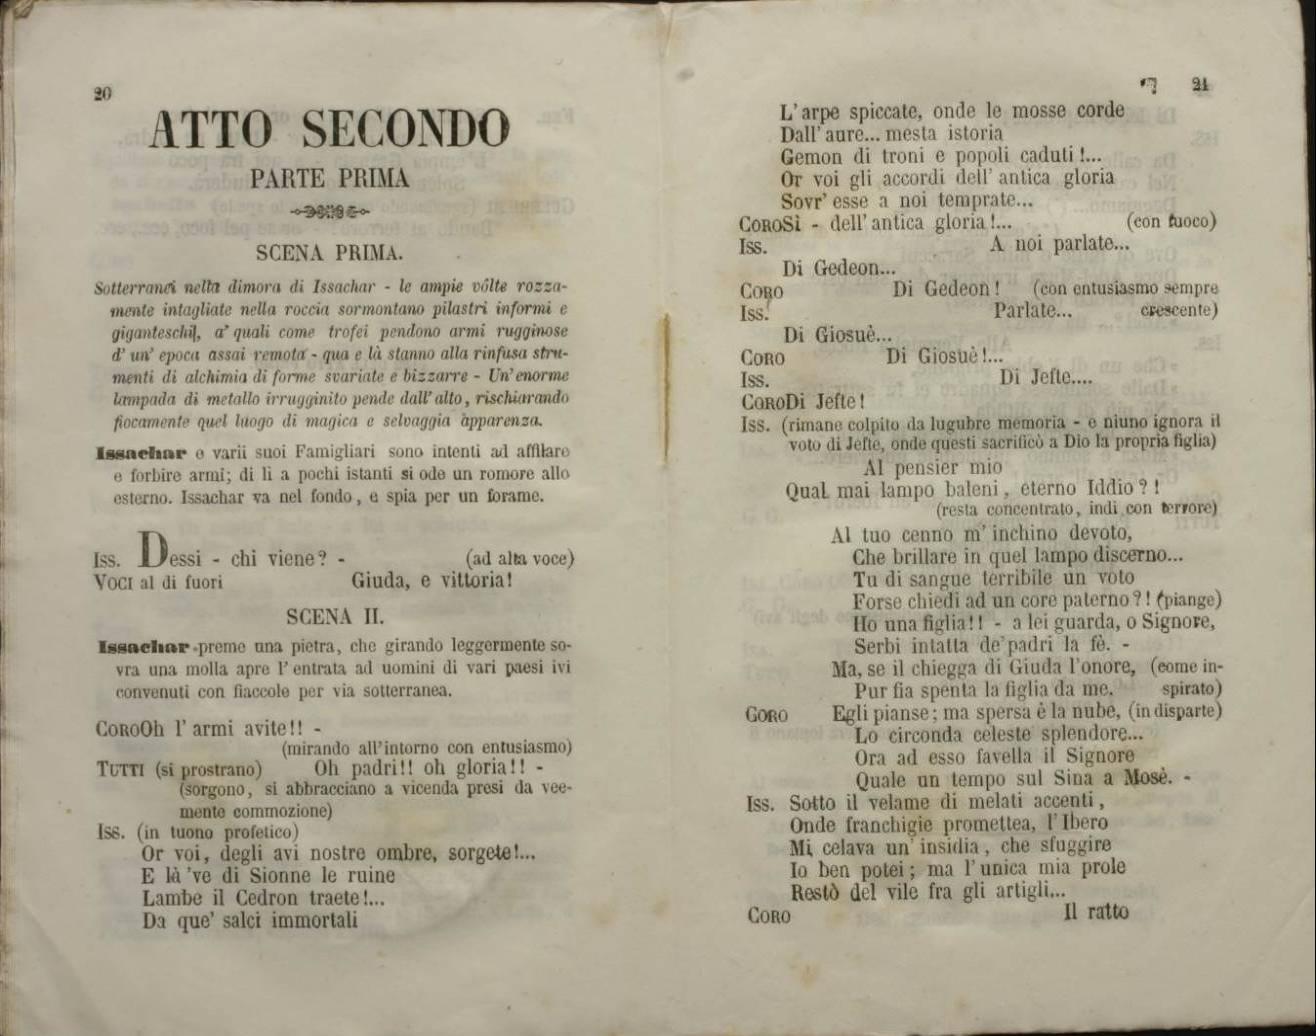 20
ATTO SECONDO
PARTE PRIMA
SCENA PRIMA.
Sotterranei nella dimora di Issachar - le ampie vôlte rozza-
mente intagliate nella roccia sormontano pilastri informi e
giganteschi, a' quali come trofei pendono armi rugginose
d' un' epoca assai remota - qua e là stanno alla rinfusa stru-
menti di alchimia di forme svariate e bizzarre - Un' enorme
lampada di metallo irrugginito pende dall' alto, rischiarando
fiocamente quel luogo di magica e selvaggia apparenza.
Issachar e varii suoi Famigliari sono intenti ad affilare
e forbire armi; di lì a pochi istanti si ode un romore allo
esterno. Issachar va nel fondo, e spia per un forame.
Iss. Dessi - chi viene? - (ad alta voce)
Voci al di fuori Giuda, e vittoria!
SCENA II.
Issachar preme una pietra, che girando leggermente so-
vra una molla apre l' entrata ad uomini di vari paesi ivi
convenuti con fiaccole per via sotterranea.
Coro Oh l' armi avite!! -
(mirando all'intorno con entusiasmo)
Tutti (si prostrano) Oh padri!! oh gloria!! -
(sorgono, si abbracciano a vicenda presi da vee-
mente commozione)
Iss. (in tuono profetico)
Or voi, degli avi nostre ombre, sorgete!...
E là 've di Sionne le ruine
Lambe il Cedron traete!...
Da que' salci immortali
21
L' arpe spiccate, onde le mosse corde
Dall' aure... mesta istoria
Gemon di troni e popoli caduti!...
Or voi gli accordi dell' antica gloria
Sovr' esse a noi temprate...
Coro Sì - dell' antica gloria!... (con fuoco)
Iss. A noi parlate...
Di Gedeon...
Coro Di Gedeon! (con entusiasmo sempre
Iss. Parlate... crescente)
Di Giosuè...
Coro Di Giosuè!...
Iss. Di Jefte....
Coro Di Jefte!
Iss. (rimane colpito da lugubre memoria - e niuno ignora il
voto di Jefte, onde questi sacrificò a Dio la propria figlia)
Al pensier mio
Qual mai lampo baleni, eterno Iddio?!
(resta concentrato, indi con terrore)
Al tuo cenno m' inchino devoto,
Che brillare in quel lampo discerno...
Tu di sangue terribile un voto
Forse chiedi ad un core paterno?! (piange)
Ho una figlia!! - a lei guarda, o Signore,
Serbi intatta de' padri la fè. -
Ma, se il chiegga di Giuda l'onore, (come in-
Pur fia spenta la figlia da me. spirato)
Coro Egli pianse; ma spersa è la nube, (in disparte)
Lo circonda celeste splendore...
Ora ad esso favella il Signore
Quale un tempo sul Sina a Mosè. -
Iss. Sotto il velame di melati accenti,
Onde franchigie promettea, l' Ibero
Mi celava un' insidia, che sfuggire
Io ben potei; ma l' unica mia prole
Restò del vile fra gli artigli...
Coro Il ratto